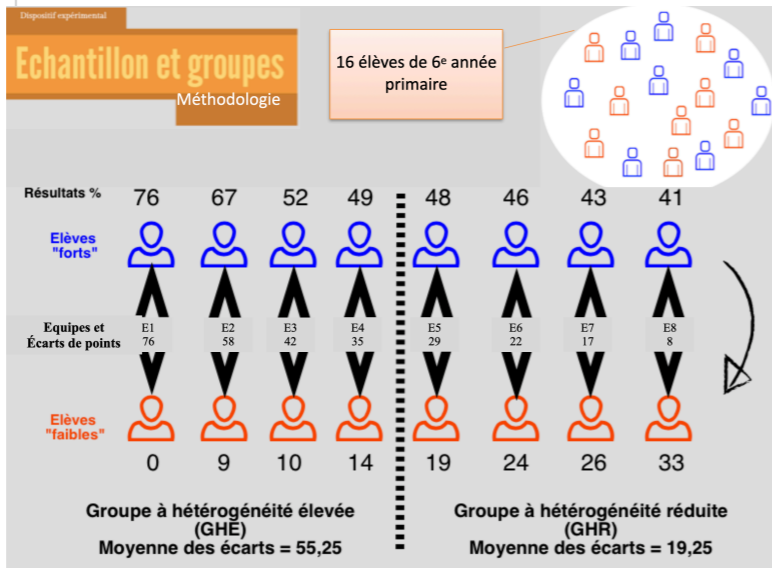 Dispositif expérimental
Echantillon et groupes
Méthodologie
16 élèves de 6e année
primaire
Résultats % 76 67 52 49 48 46 43 41
Elèves
"forts"
Equipes et
Écarts de points
E1 E2 E3 E4 E5 E6 E7 E8
76 58 42 35 29 22 17 8
Elèves
"faibles"
0 9 10 14 19 24 26 33
Groupe à hétérogénéité élevée
(GHE)
Moyenne des écarts = 55,25
Groupe à hétérogénéité réduite
(GHR)
Moyenne des écarts = 19,25